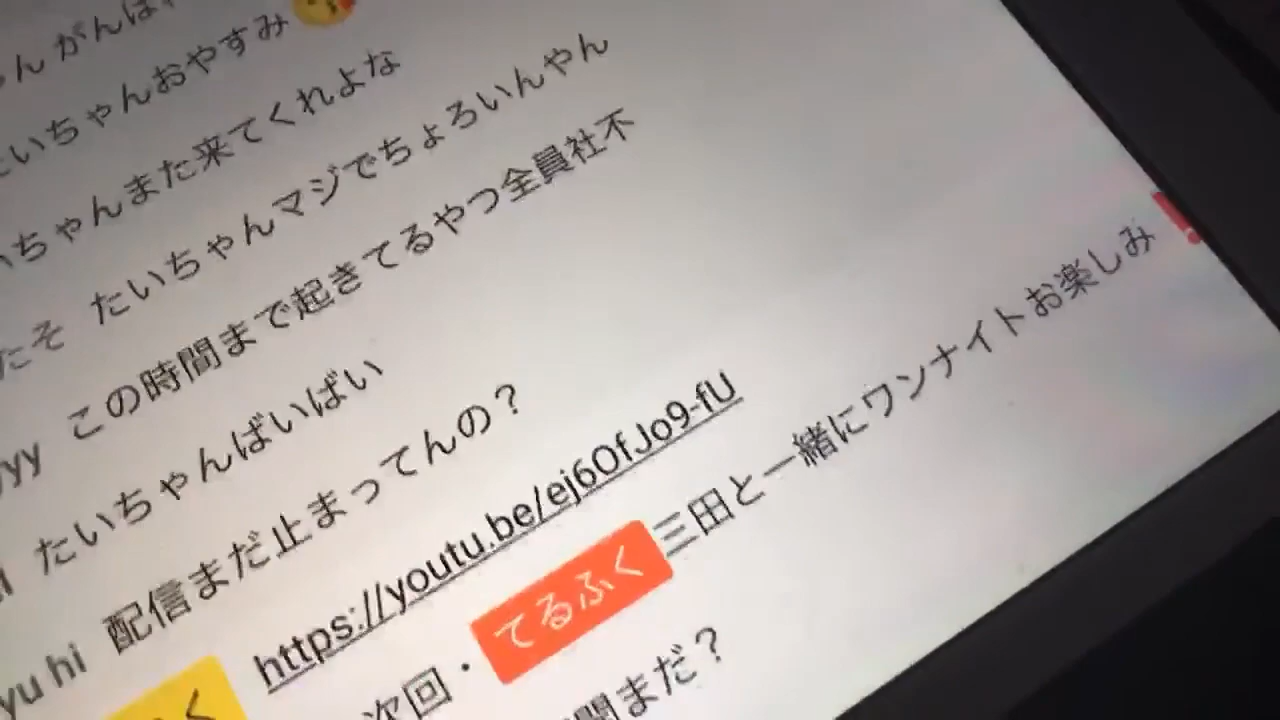 ん がんば
いちゃんおやすみ😘
ちゃんまた来てくれよな
たそ たいちゃんマジでちょろいんやん
yy この時間まで起きてるやつ全員社不
たいちゃんばいばい
yu hi 配信まだ止まってんの？
く https://youtu.be/ej6OfJo9-fU
次回・てるふく三田と一緒にワンナイトお楽しみ❗
間まだ？